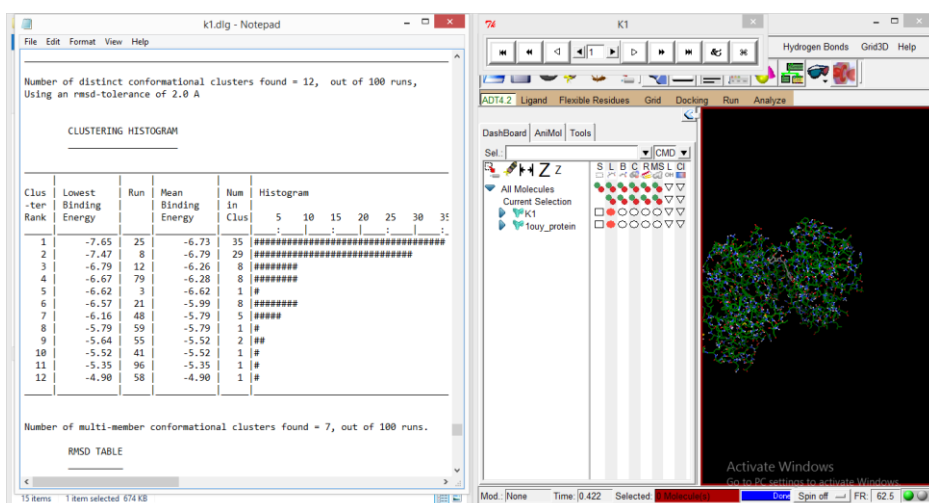 k1.dlg - Notepad
File Edit Format View Help
Number of distinct conformational clusters found = 12, out of 100 runs,
Using an rmsd-tolerance of 2.0 A
CLUSTERING HISTOGRAM
Clus | Lowest | Run | Mean | Num | Histogram
-ter | Binding | | Binding | in |
Rank | Energy | | Energy | Clus| 5 10 15 20 25 30 35
1 | -7.65 | 25 | -6.73 | 35 |###################################
2 | -7.47 | 8 | -6.79 | 29 |#############################
3 | -6.79 | 12 | -6.26 | 8 |########
4 | -6.67 | 79 | -6.28 | 8 |########
5 | -6.62 | 3 | -6.62 | 1 |#
6 | -6.57 | 21 | -5.99 | 8 |########
7 | -6.16 | 48 | -5.79 | 5 |#####
8 | -5.79 | 59 | -5.79 | 1 |#
9 | -5.64 | 55 | -5.52 | 2 |##
10 | -5.52 | 41 | -5.52 | 1 |#
11 | -5.35 | 96 | -5.35 | 1 |#
12 | -4.90 | 58 | -4.90 | 1 |#
Number of multi-member conformational clusters found = 7, out of 100 runs.
RMSD TABLE
15 items 1 item selected 674 KB
K1
1
&
Hydrogen Bonds Grid3D Help
ADT4.2 Ligand Flexible Residues Grid Docking Run Analyze
DashBoard AniMol Tools
Sel.: CMD
S L B C R MS L Cl
All Molecules
Current Selection
K1
1ouy_protein
Activate Windows
Go to PC settings to activate Windows.
Mod.: None Time: 0.422 Selected: 0 Molecule(s) Done Spin off FR: 62.5